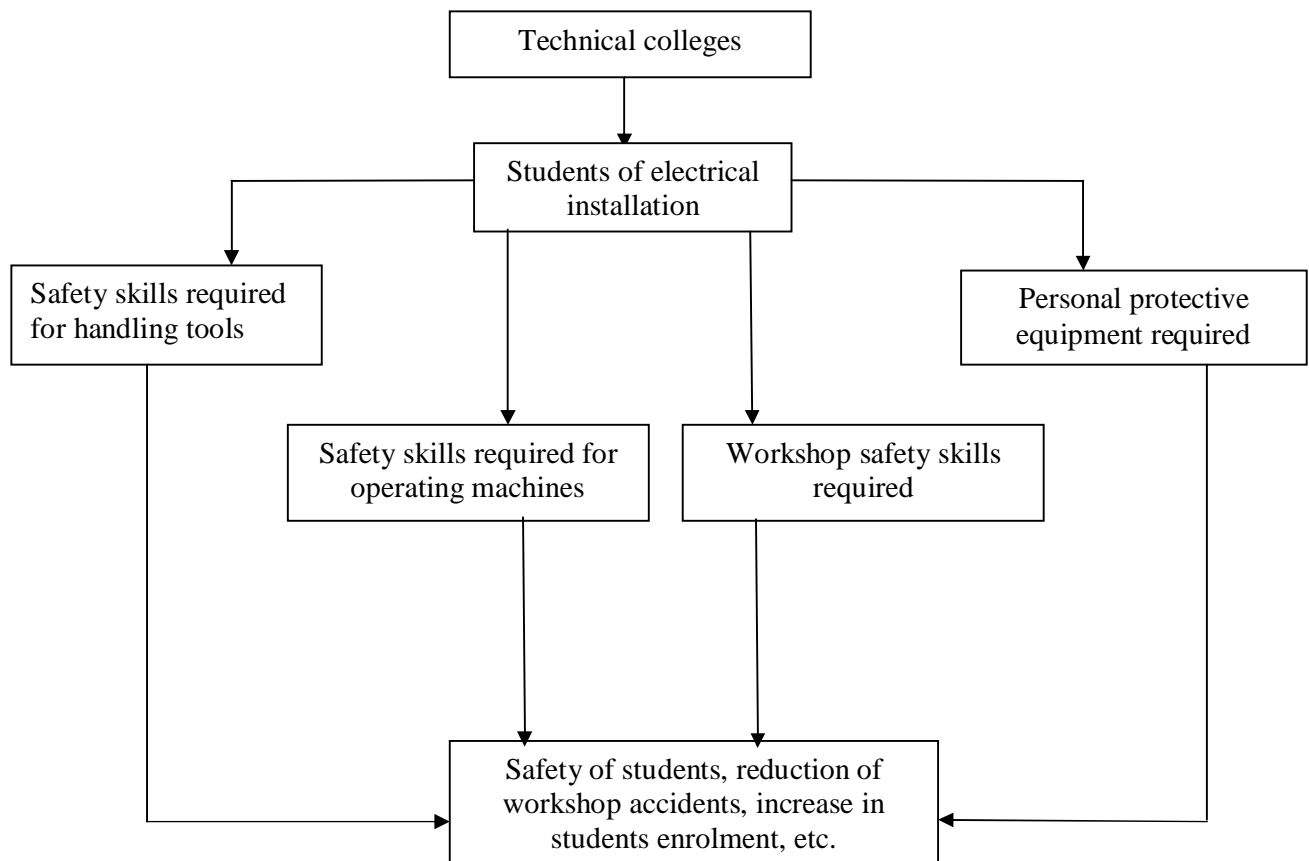 Technical colleges
Students of electrical
installation
Safety skills required
for handling tools
Personal protective
equipment required
Safety skills required for
operating machines
Workshop safety skills
required
Safety of students, reduction of
workshop accidents, increase in
students enrolment, etc.